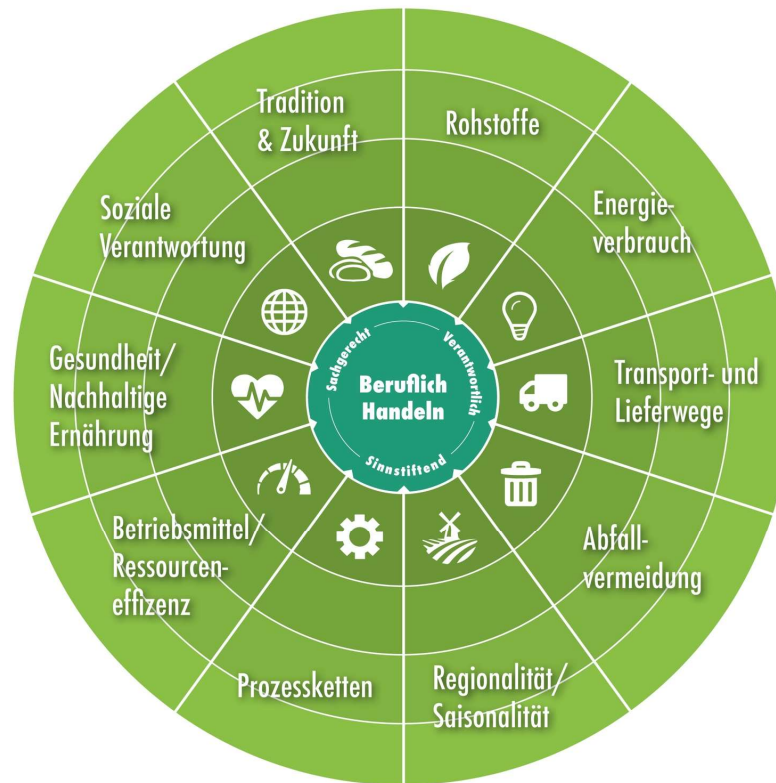 Tradition
& Zukunft
Rohstoffe
Energie-
verbrauch
Transport- und
Lieferwege
Abfall-
vermeidung
Regionalität/
Saisonalität
Prozessketten
Betriebsmittel/
Ressourcen-
effizenz
Gesundheit/
Nachhaltige
Ernährung
Soziale
Verantwortung
Sachgerecht
Verantwortlich
Beruflich
Handeln
Sinnstiftend